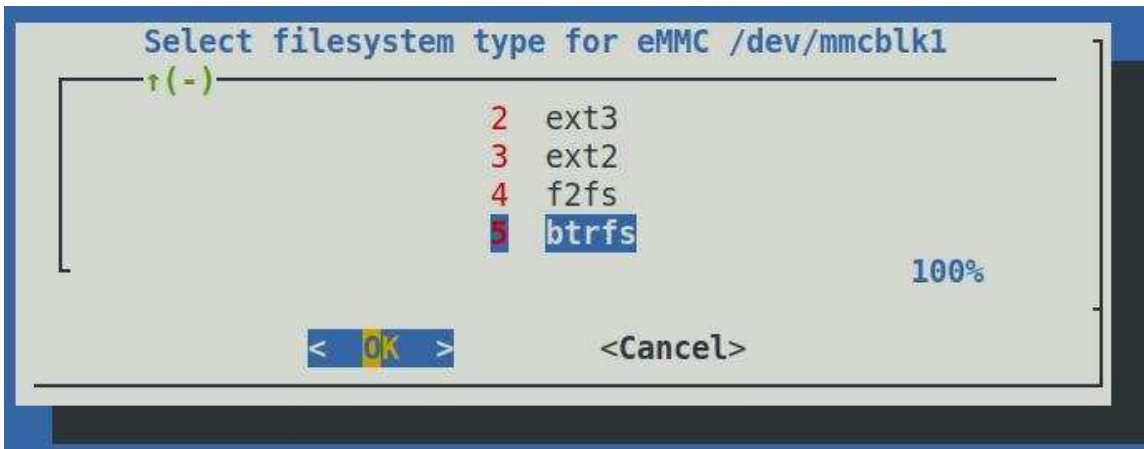 Select filesystem type for eMMC /dev/mmcblk1
↑(-)
2 ext3
3 ext2
4 f2fs
5 btrfs
100%
< OK > <Cancel>